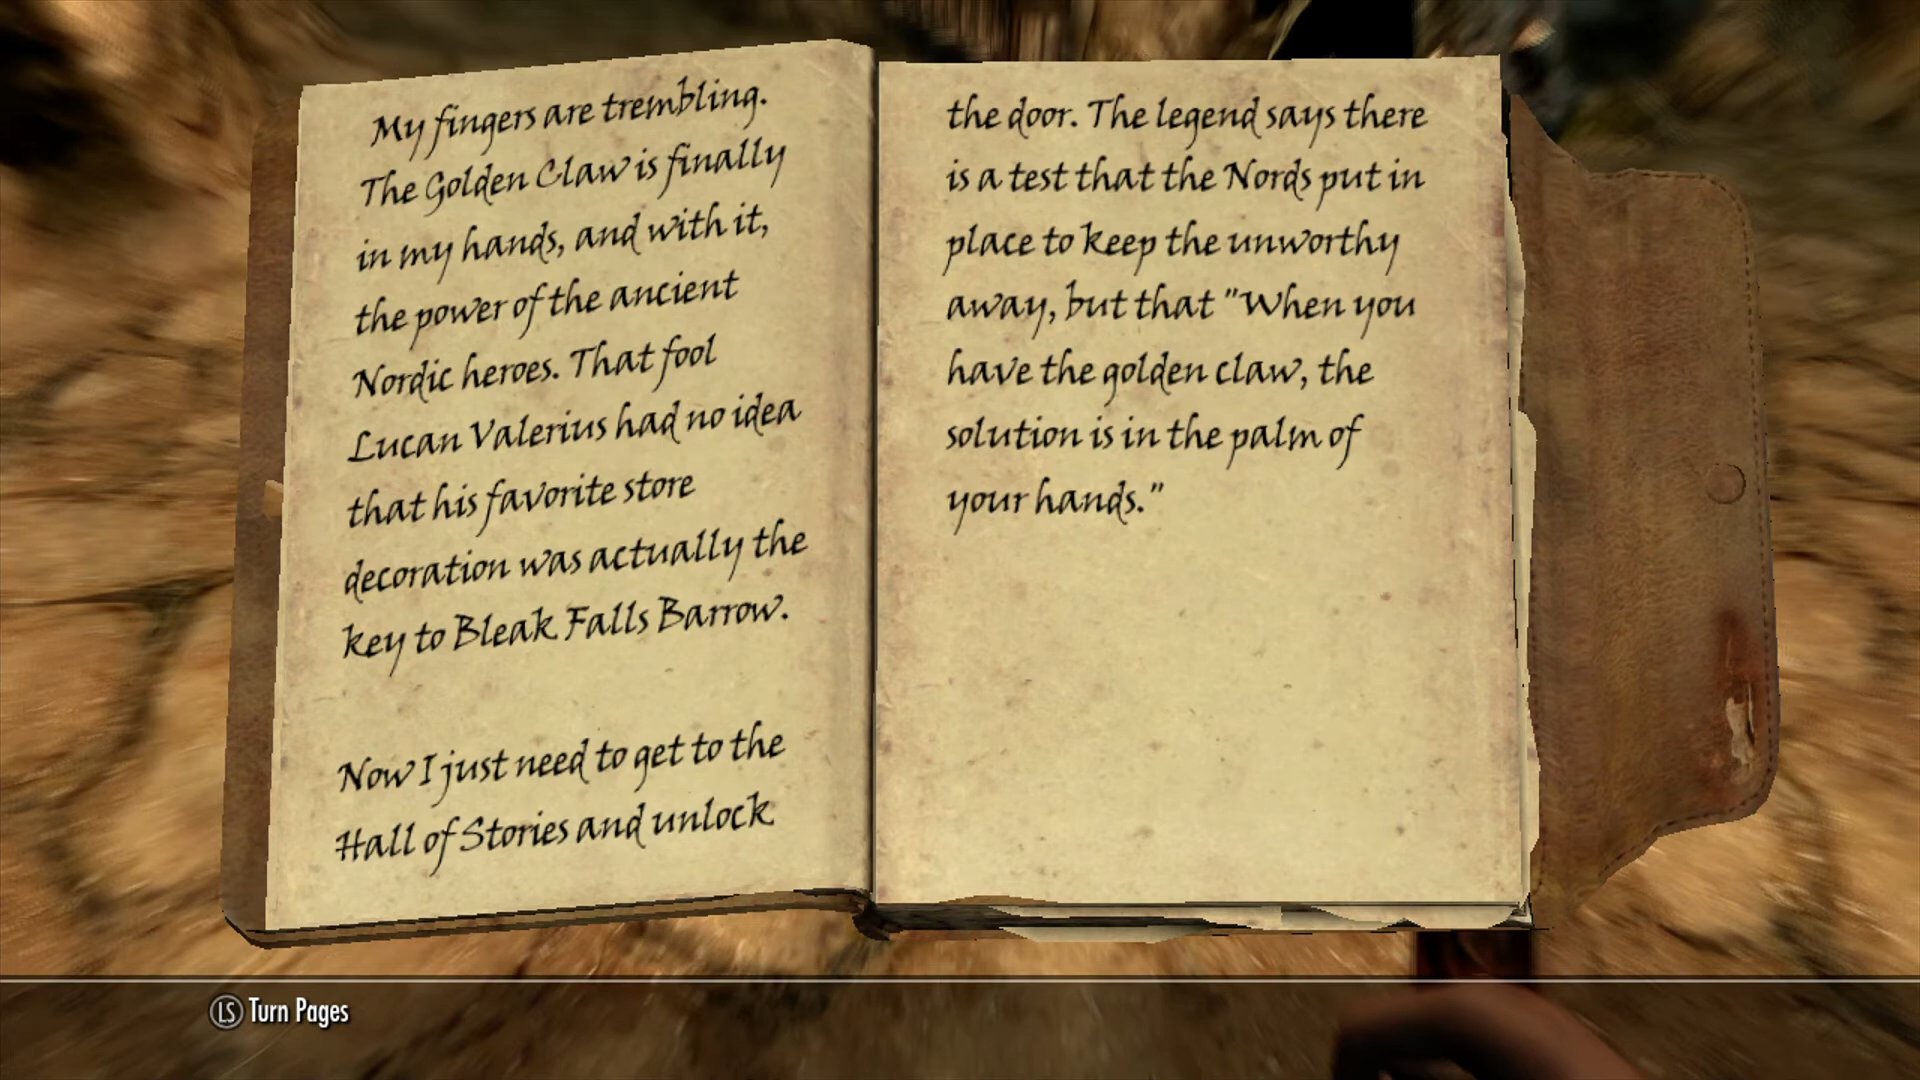 My fingers are trembling.
The Golden Claw is finally
in my hands, and with it,
the power of the ancient
Nordic heroes. That fool
Lucan Valerius had no idea
that his favorite store
decoration was actually the
key to Bleak Falls Barrow.
Now I just need to get to the
Hall of Stories and unlock
the door. The legend says there
is a test that the Nords put in
place to keep the unworthy
away, but that "When you
have the golden claw, the
solution is in the palm of
your hands."
LS Turn Pages